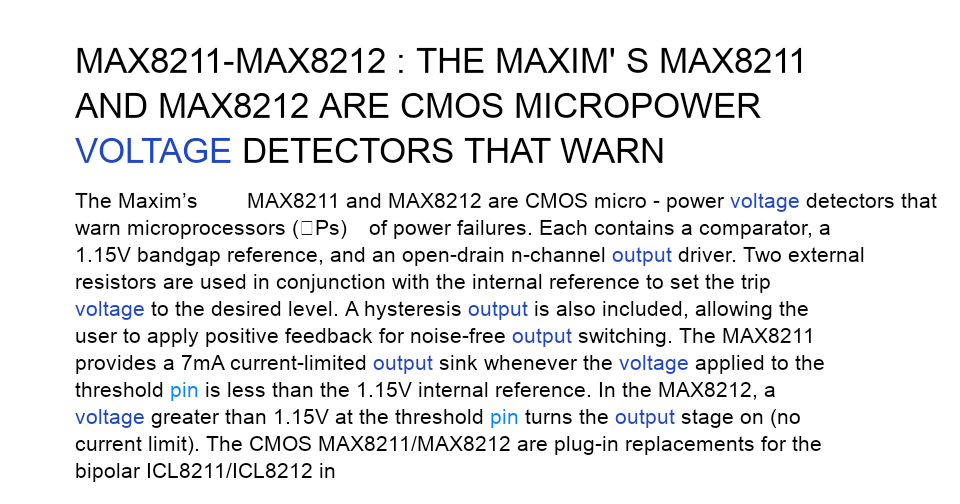 MAX8211-MAX8212 : THE MAXIM' S MAX8211
AND MAX8212 ARE CMOS MICROPOWER
VOLTAGE DETECTORS THAT WARN
The Maxim’s MAX8211 and MAX8212 are CMOS micro - power voltage detectors that
warn microprocessors (□Ps) of power failures. Each contains a comparator, a
1.15V bandgap reference, and an open-drain n-channel output driver. Two external
resistors are used in conjunction with the internal reference to set the trip
voltage to the desired level. A hysteresis output is also included, allowing the
user to apply positive feedback for noise-free output switching. The MAX8211
provides a 7mA current-limited output sink whenever the voltage applied to the
threshold pin is less than the 1.15V internal reference. In the MAX8212, a
voltage greater than 1.15V at the threshold pin turns the output stage on (no
current limit). The CMOS MAX8211/MAX8212 are plug-in replacements for the
bipolar ICL8211/ICL8212 in